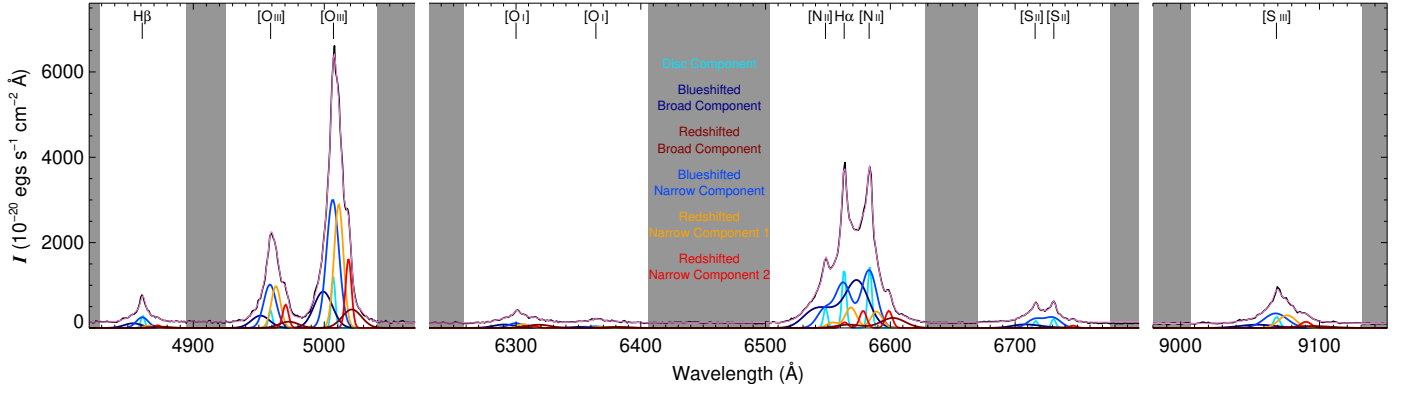 Hβ [O III] [O III] [O I] [O I] [N II] Hα [N II] [S II] [S II] [S III]
6000
4000
2000
0
I (10⁻²⁰ egs s⁻¹ cm⁻² Å)
Disc Component
Blueshifted
Broad Component
Redshifted
Broad Component
Blueshifted
Narrow Component
Redshifted
Narrow Component 1
Redshifted
Narrow Component 2
4900 5000 6300 6400 6500 6600 6700 9000 9100
Wavelength (Å)